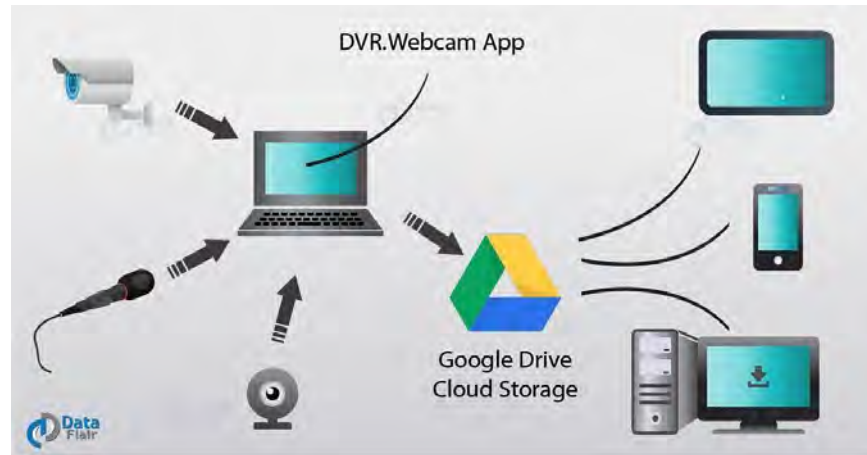 DVR.Webcam App
Google Drive
Cloud Storage
Data
Flair